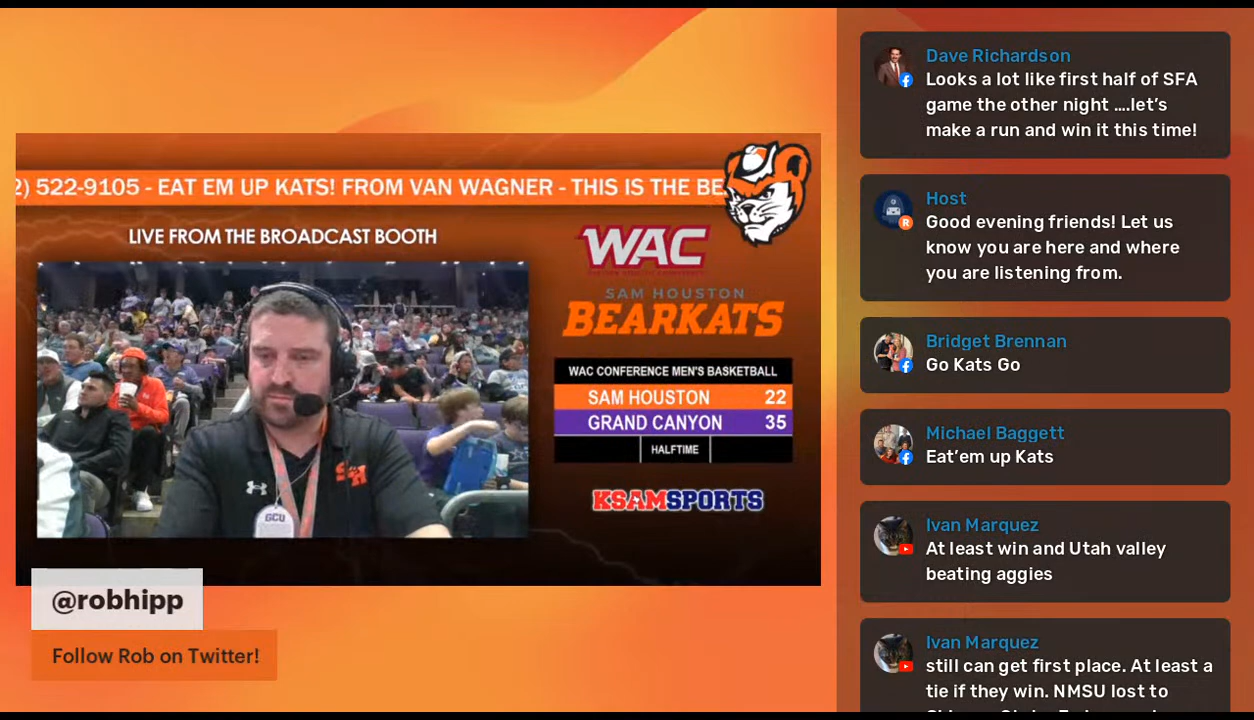 2) 522-9105 - EAT EM UP KATS! FROM VAN WAGNER - THIS IS THE BE
LIVE FROM THE BROADCAST BOOTH
WAC
SAM HOUSTON
BEARKATS
WAC CONFERENCE MEN'S BASKETBALL
SAM HOUSTON 22
GRAND CANYON 35
HALFTIME
KSAMSPORTS
SH
GCU
@robhipp
Follow Rob on Twitter!
Dave Richardson
Looks a lot like first half of SFA
game the other night ....let’s
make a run and win it this time!
Host
Good evening friends! Let us
know you are here and where
you are listening from.
Bridget Brennan
Go Kats Go
Michael Baggett
Eat’em up Kats
Ivan Marquez
At least win and Utah valley
beating aggies
Ivan Marquez
still can get first place. At least a
tie if they win. NMSU lost to